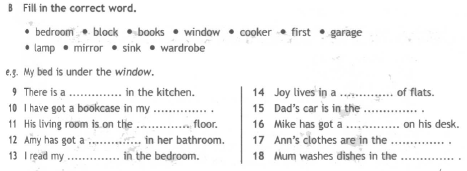 B Fill in the correct word.
• bedroom • block • books • window • cooker • first • garage
• lamp • mirror • sink • wardrobe
e.g. My bed is under the window.
9 There is a .............. in the kitchen.
10 I have got a bookcase in my .............. .
11 His living room is on the .............. floor.
12 Amy has got a .............. in her bathroom.
13 I read my .............. in the bedroom.
14 Joy lives in a .............. of flats.
15 Dad's car is in the .............. .
16 Mike has got a .............. on his desk.
17 Ann's clothes are in the .............. .
18 Mum washes dishes in the .............. .